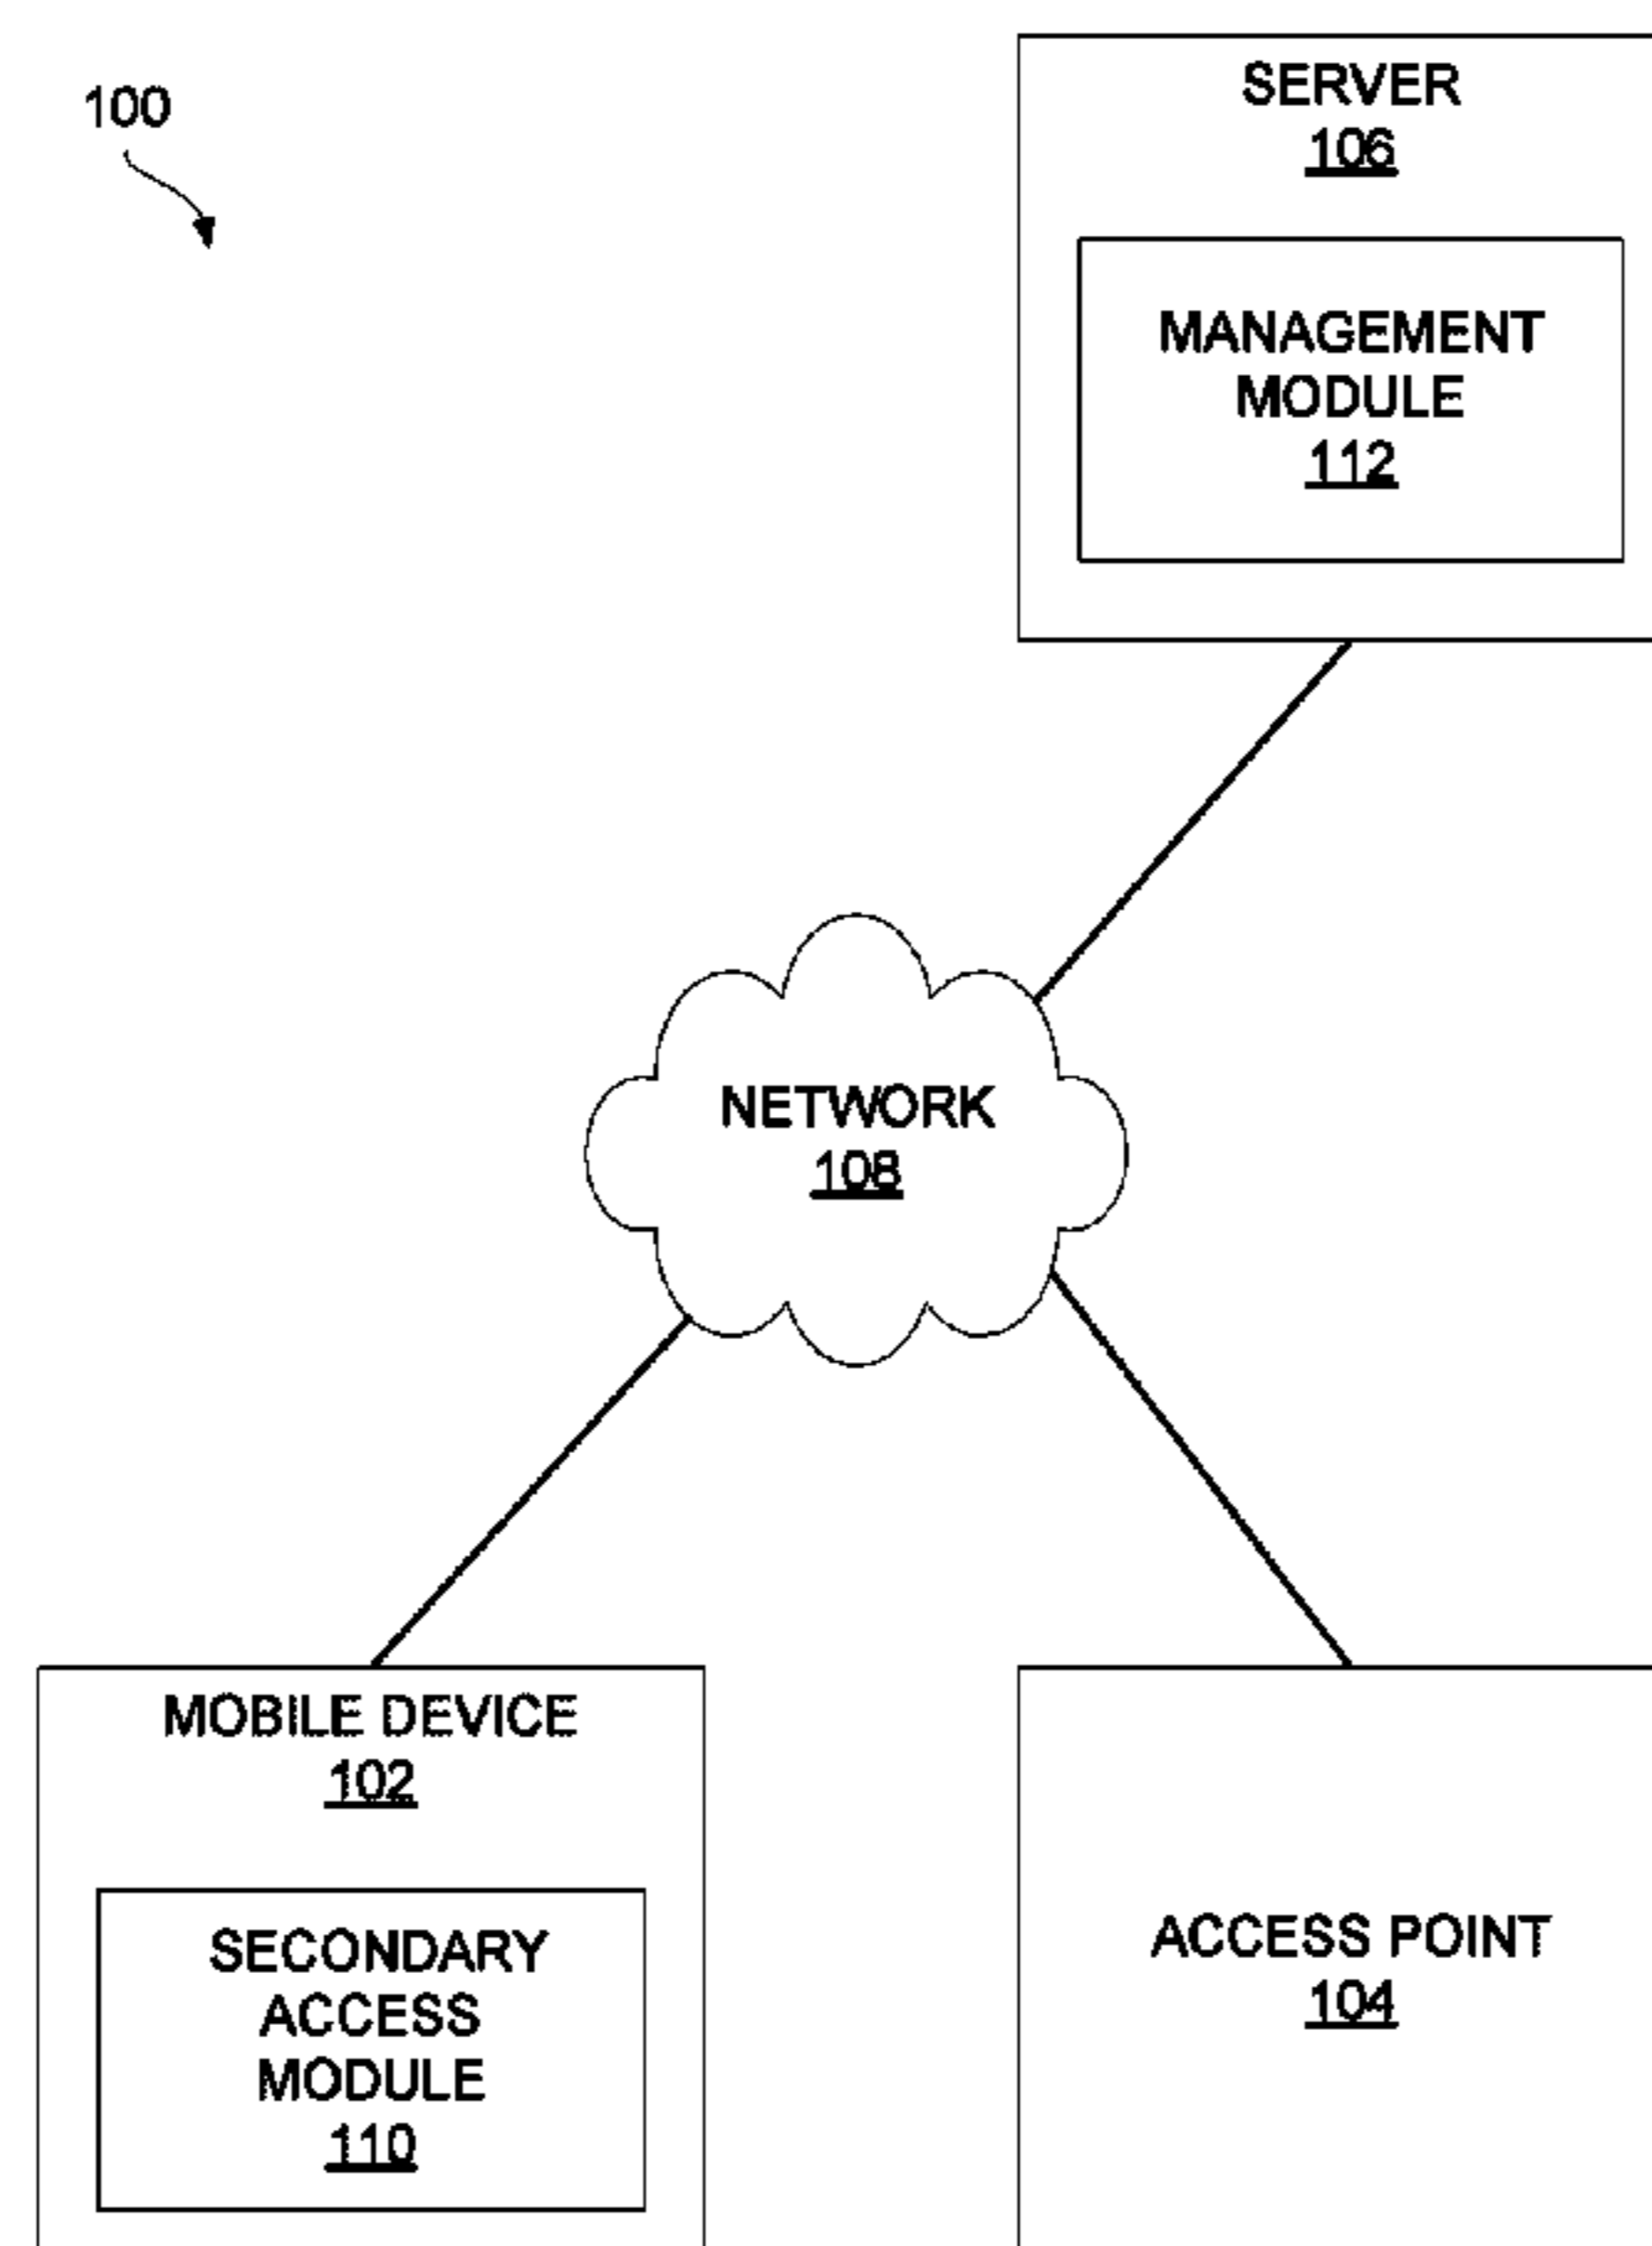 100
SERVER
106
MANAGEMENT
MODULE
112
NETWORK
108
MOBILE DEVICE
102
SECONDARY
ACCESS
MODULE
110
ACCESS POINT
104